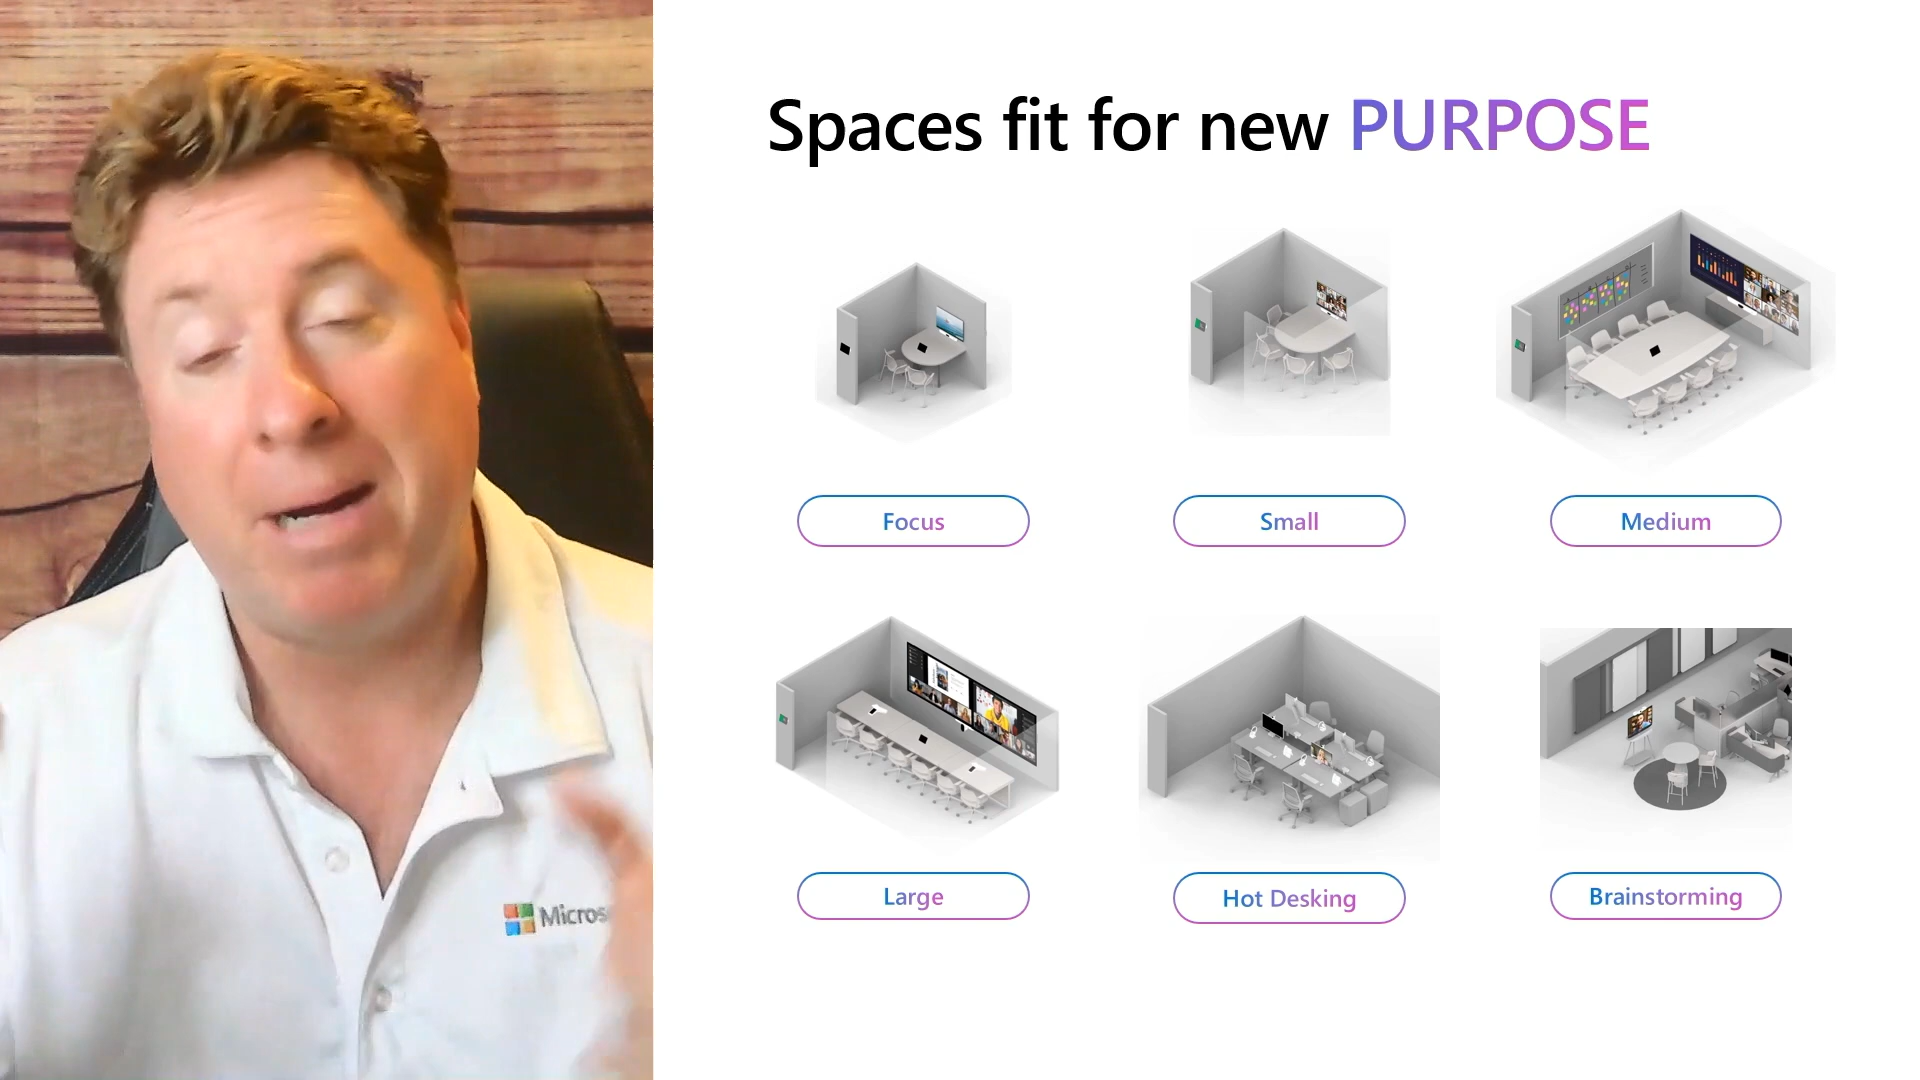 Spaces fit for new PURPOSE
Focus
Small
Medium
Large
Hot Desking
Brainstorming